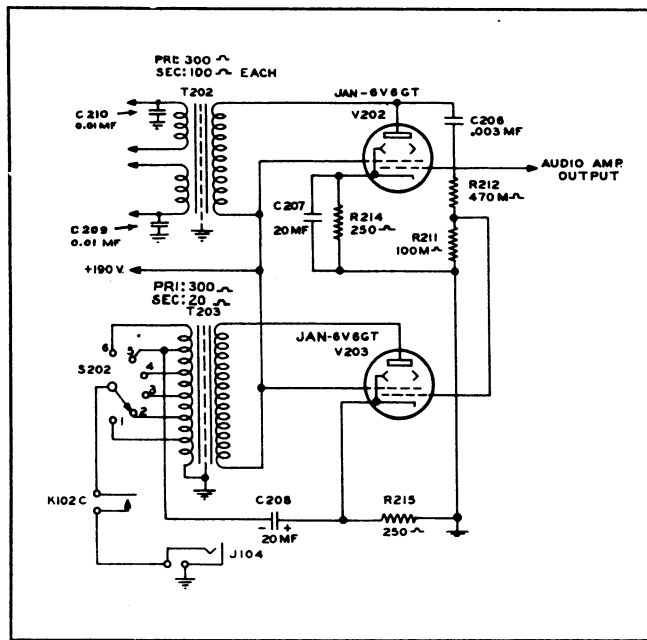 PRI: 300 Ω
SEC: 100 Ω EACH
T202
C210
0.01 MF
C209
0.01 MF
JAN-6V6GT
V202
C206
.003 MF
AUDIO AMP.
OUTPUT
R212
470 MΩ
C207
20 MF
R214
250 Ω
R211
100 MΩ
+190 V.
PRI: 300 Ω
SEC: 20 Ω
T203
JAN-6V6GT
V203
6
5
4
3
2
1
S202
K102C
C208
- +
20 MF
R215
250 Ω
J104